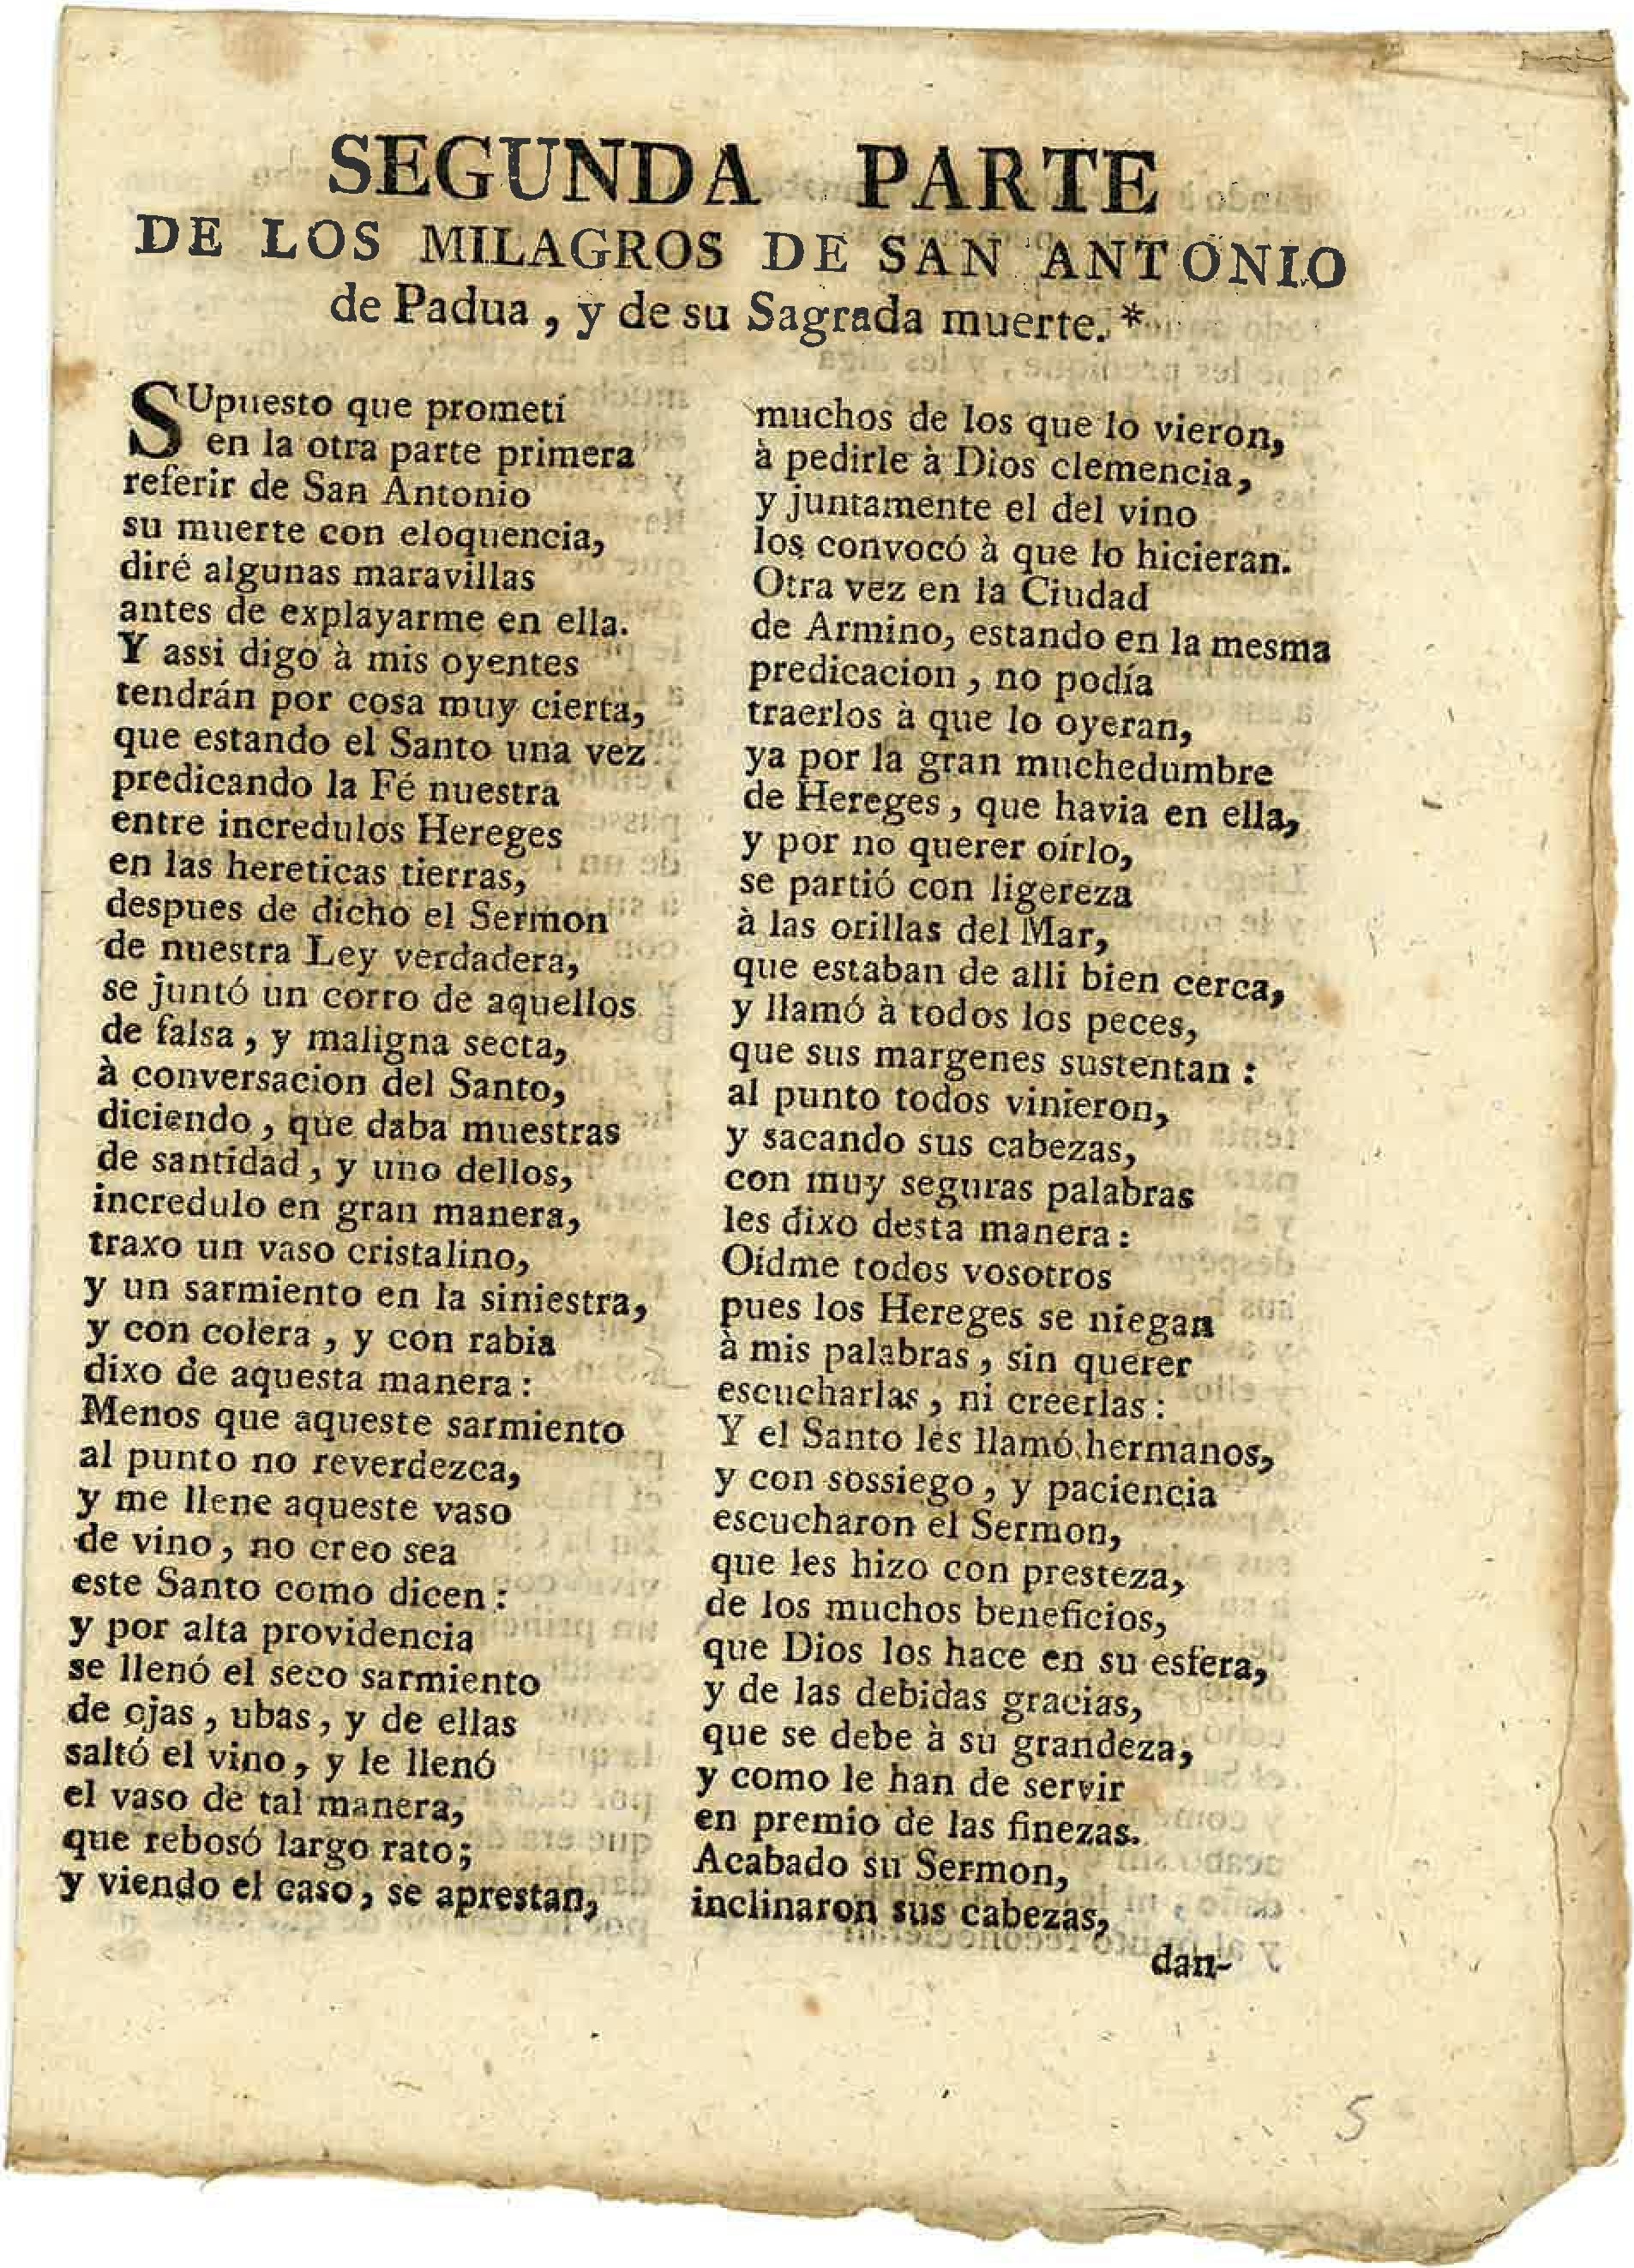 SEGUNDA PARTE
DE LOS MILAGROS DE SAN ANTONIO
de Padua, y de su Sagrada muerte. *
SUpuesto que prometí
en la otra parte primera
referir de San Antonio
su muerte con eloquencia,
diré algunas maravillas
antes de explayarme en ella.
Y assi digo à mis oyentes
tendrán por cosa muy cierta,
que estando el Santo una vez
predicando la Fé nuestra
entre incredulos Hereges
en las hereticas tierras,
despues de dicho el Sermon
de nuestra Ley verdadera,
se juntó un corro de aquellos
de falsa, y maligna secta,
à conversacion del Santo,
diciendo, que daba muestras
de santidad, y uno dellos,
incredulo en gran manera,
traxo un vaso cristalino,
y un sarmiento en la siniestra,
y con colera, y con rabia
dixo de aquesta manera:
Menos que aqueste sarmiento
al punto no reverdezca,
y me llene aqueste vaso
de vino, no creo sea
este Santo como dicen:
y por alta providencia
se llenó el seco sarmiento
de ojas, ubas, y de ellas
saltó el vino, y le llenó
el vaso de tal manera,
que rebosó largo rato;
y viendo el caso, se aprestan,
muchos de los que lo vieron,
à pedirle à Dios clemencia,
y juntamente el del vino
los convocó à que lo hicieran.
Otra vez en la Ciudad
de Armino, estando en la mesma
predicacion, no podía
traerlos à que lo oyeran,
ya por la gran muchedumbre
de Hereges, que havia en ella,
y por no querer oírlo,
se partió con ligereza
à las orillas del Mar,
que estaban de alli bien cerca,
y llamó à todos los peces,
que sus margenes sustentan:
al punto todos vinieron,
y sacando sus cabezas,
con muy seguras palabras
les dixo desta manera:
Oídme todos vosotros
pues los Hereges se niegan
à mis palabras, sin querer
escucharlas, ni creerlas:
Y el Santo les llamó hermanos,
y con sossiego, y paciencia
escucharon el Sermon,
que les hizo con presteza,
de los muchos beneficios,
que Dios los hace en su esfera,
y de las debidas gracias,
que se debe à su grandeza,
y como le han de servir
en premio de las finezas.
Acabado su Sermon,
inclinaron sus cabezas,
dan-
5